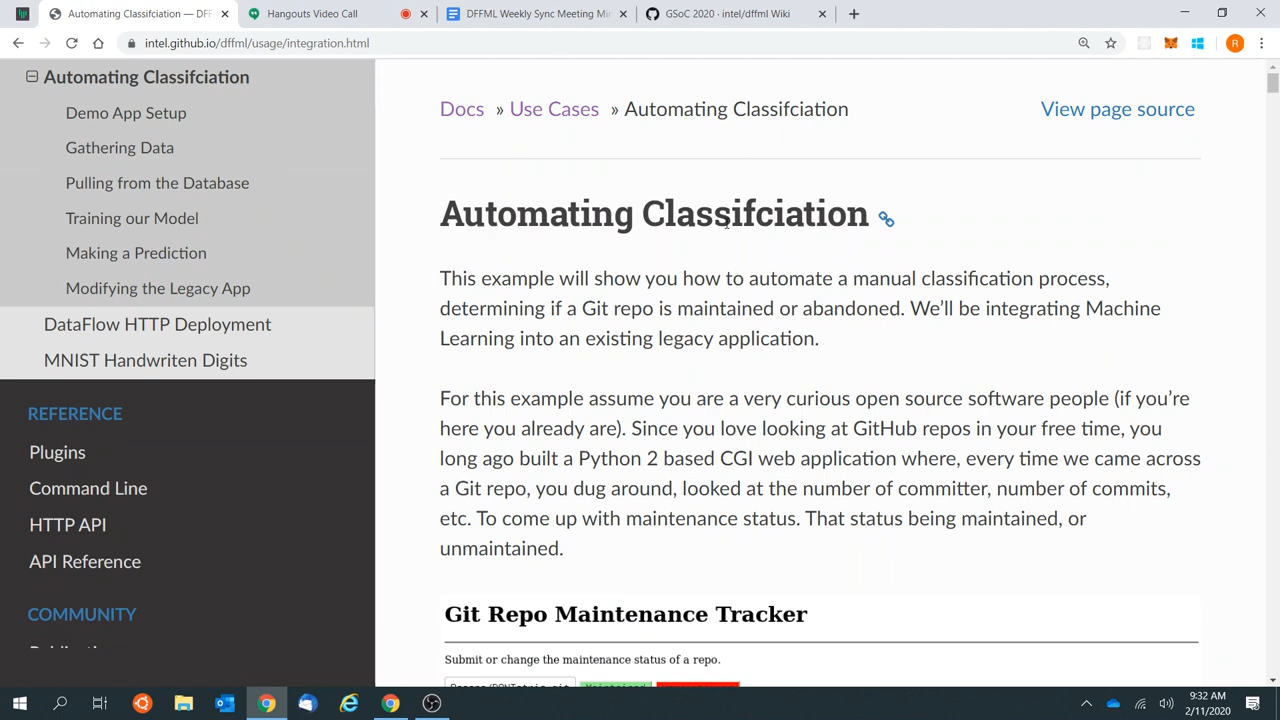 Automating Classifciation — DFF
Hangouts Video Call
DFFML Weekly Sync Meeting Mi
GSoC 2020 · intel/dffml Wiki
intel.github.io/dffml/usage/integration.html
R
Automating Classifciation
Demo App Setup
Gathering Data
Pulling from the Database
Training our Model
Making a Prediction
Modifying the Legacy App
DataFlow HTTP Deployment
MNIST Handwriten Digits
REFERENCE
Plugins
Command Line
HTTP API
API Reference
COMMUNITY
Docs » Use Cases » Automating Classifciation
View page source
Automating Classifciation
This example will show you how to automate a manual classification process,
determining if a Git repo is maintained or abandoned. We’ll be integrating Machine
Learning into an existing legacy application.
For this example assume you are a very curious open source software people (if you’re
here you already are). Since you love looking at GitHub repos in your free time, you
long ago built a Python 2 based CGI web application where, every time we came across
a Git repo, you dug around, looked at the number of committer, number of commits,
etc. To come up with maintenance status. That status being maintained, or
unmaintained.
Git Repo Maintenance Tracker
Submit or change the maintenance status of a repo.
9:32 AM
2/11/2020